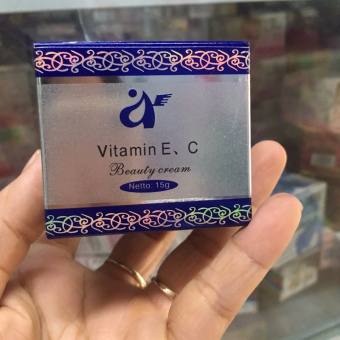 Vitamin E、C
Beauty cream
Netto: 15g